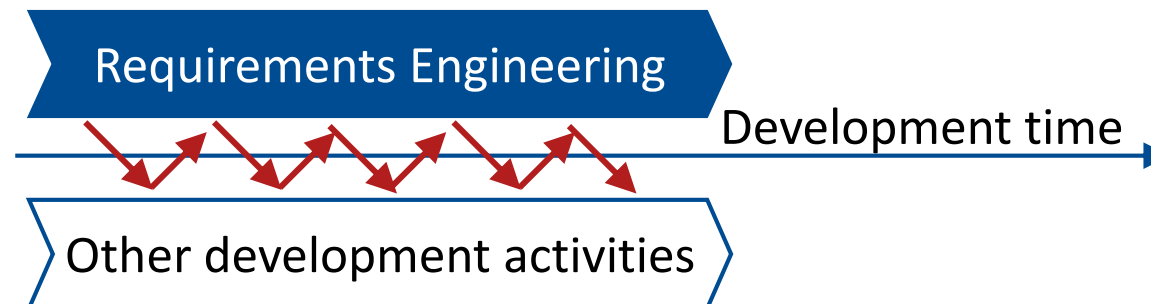 Requirements Engineering
Development time
Other development activities